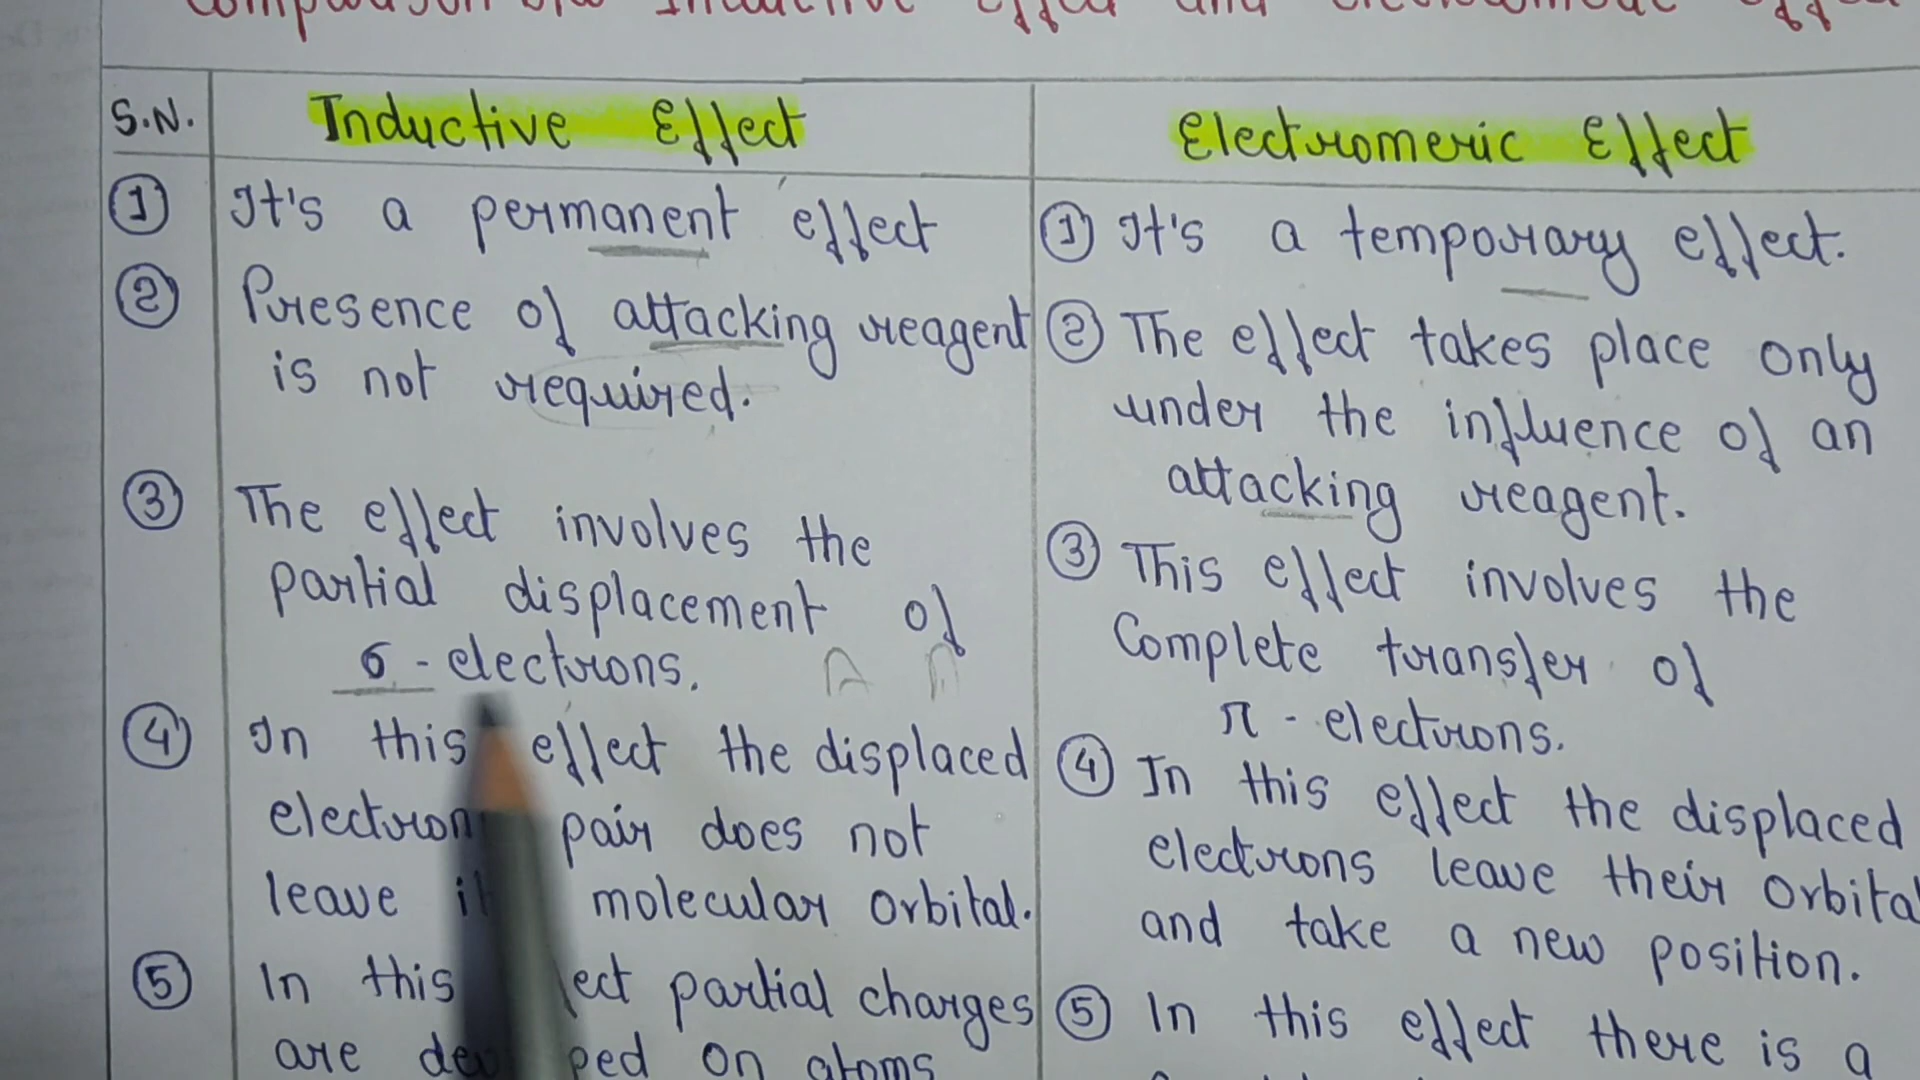 Inductive Effect and Effect
S.N. Inductive Effect
Electromeric Effect
① It's a permanent effect
② Presence of attacking reagent
is not required.
③ The effect involves the
partial displacement of
σ - electrons.
④ In this effect the displaced
electron pair does not
leave molecular orbital.
⑤ In this partial charges
are on atoms
① It's a temporary effect.
② The effect takes place only
under the influence of an
attacking reagent.
③ This effect involves the
Complete transfer of
π - electrons.
④ In this effect the displaced
electrons leave their orbital
and take a new position.
⑤ In this effect there is a